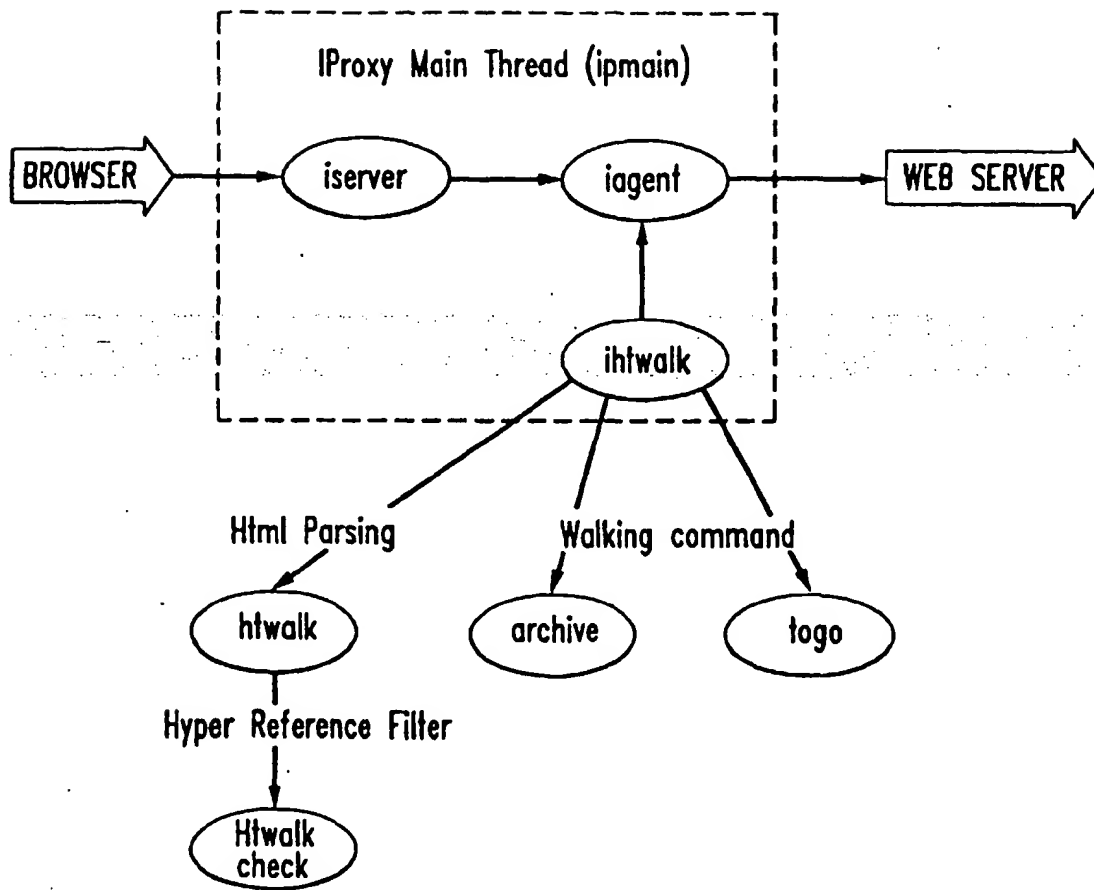 IProxy Main Thread (ipmain)
BROWSER
iserver
iagent
WEB SERVER
ihtwalk
Html Parsing
Walking command
htwalk
archive
togo
Hyper Reference Filter
Htwalk
check